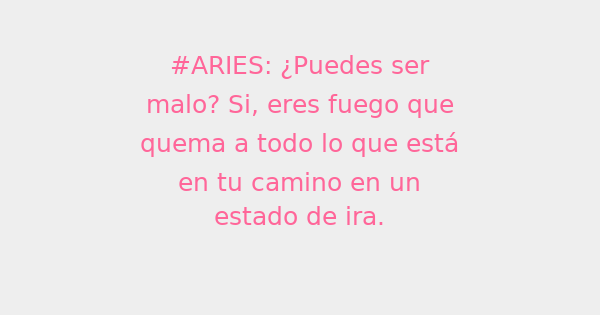 #ARIES: ¿Puedes ser
malo? Si, eres fuego que
quema a todo lo que está
en tu camino en un
estado de ira.